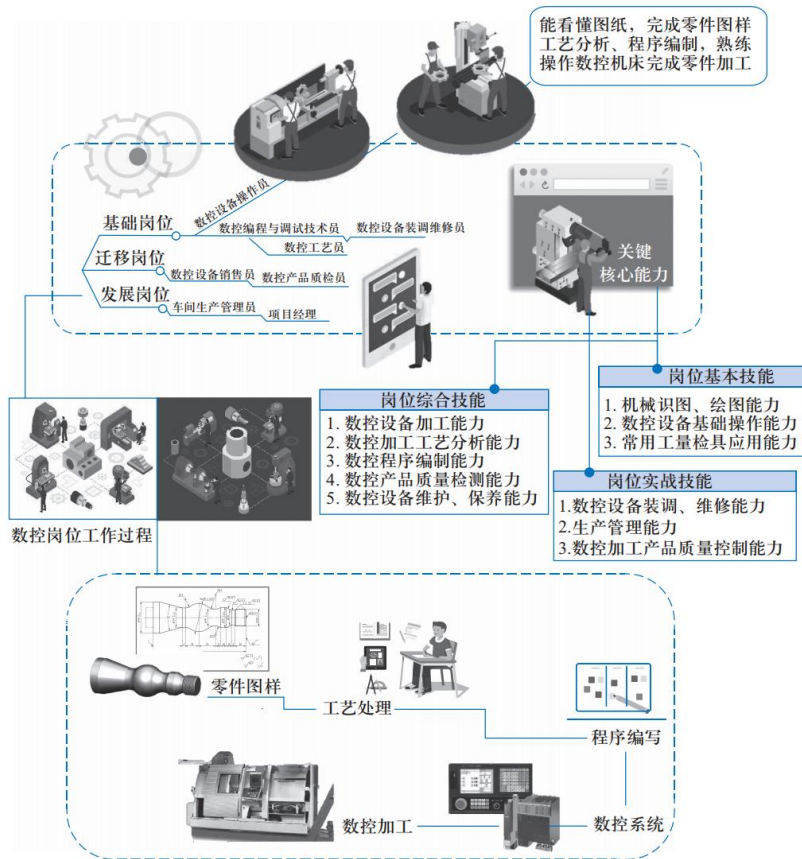 能看懂图纸，完成零件图样
工艺分析、程序编制，熟练
操作数控机床完成零件加工
数控设备操作员
基础岗位
数控编程与调试技术员
数控设备装调维修员
数控工艺员
迁移岗位
数控设备销售员
数控产品质检员
发展岗位
车间生产管理员
项目经理
关键
核心能力
岗位基本技能
1. 机械识图、绘图能力
2. 数控设备基础操作能力
3. 常用工量检具应用能力
岗位综合技能
1. 数控设备加工能力
2. 数控加工工艺分析能力
3. 数控程序编制能力
4. 数控产品质量检测能力
5. 数控设备维护、保养能力
岗位实战技能
1.数控设备装调、维修能力
2.生产管理能力
3.数控加工产品质量控制能力
数控岗位工作过程
零件图样
工艺处理
程序编写
数控加工
数控系统